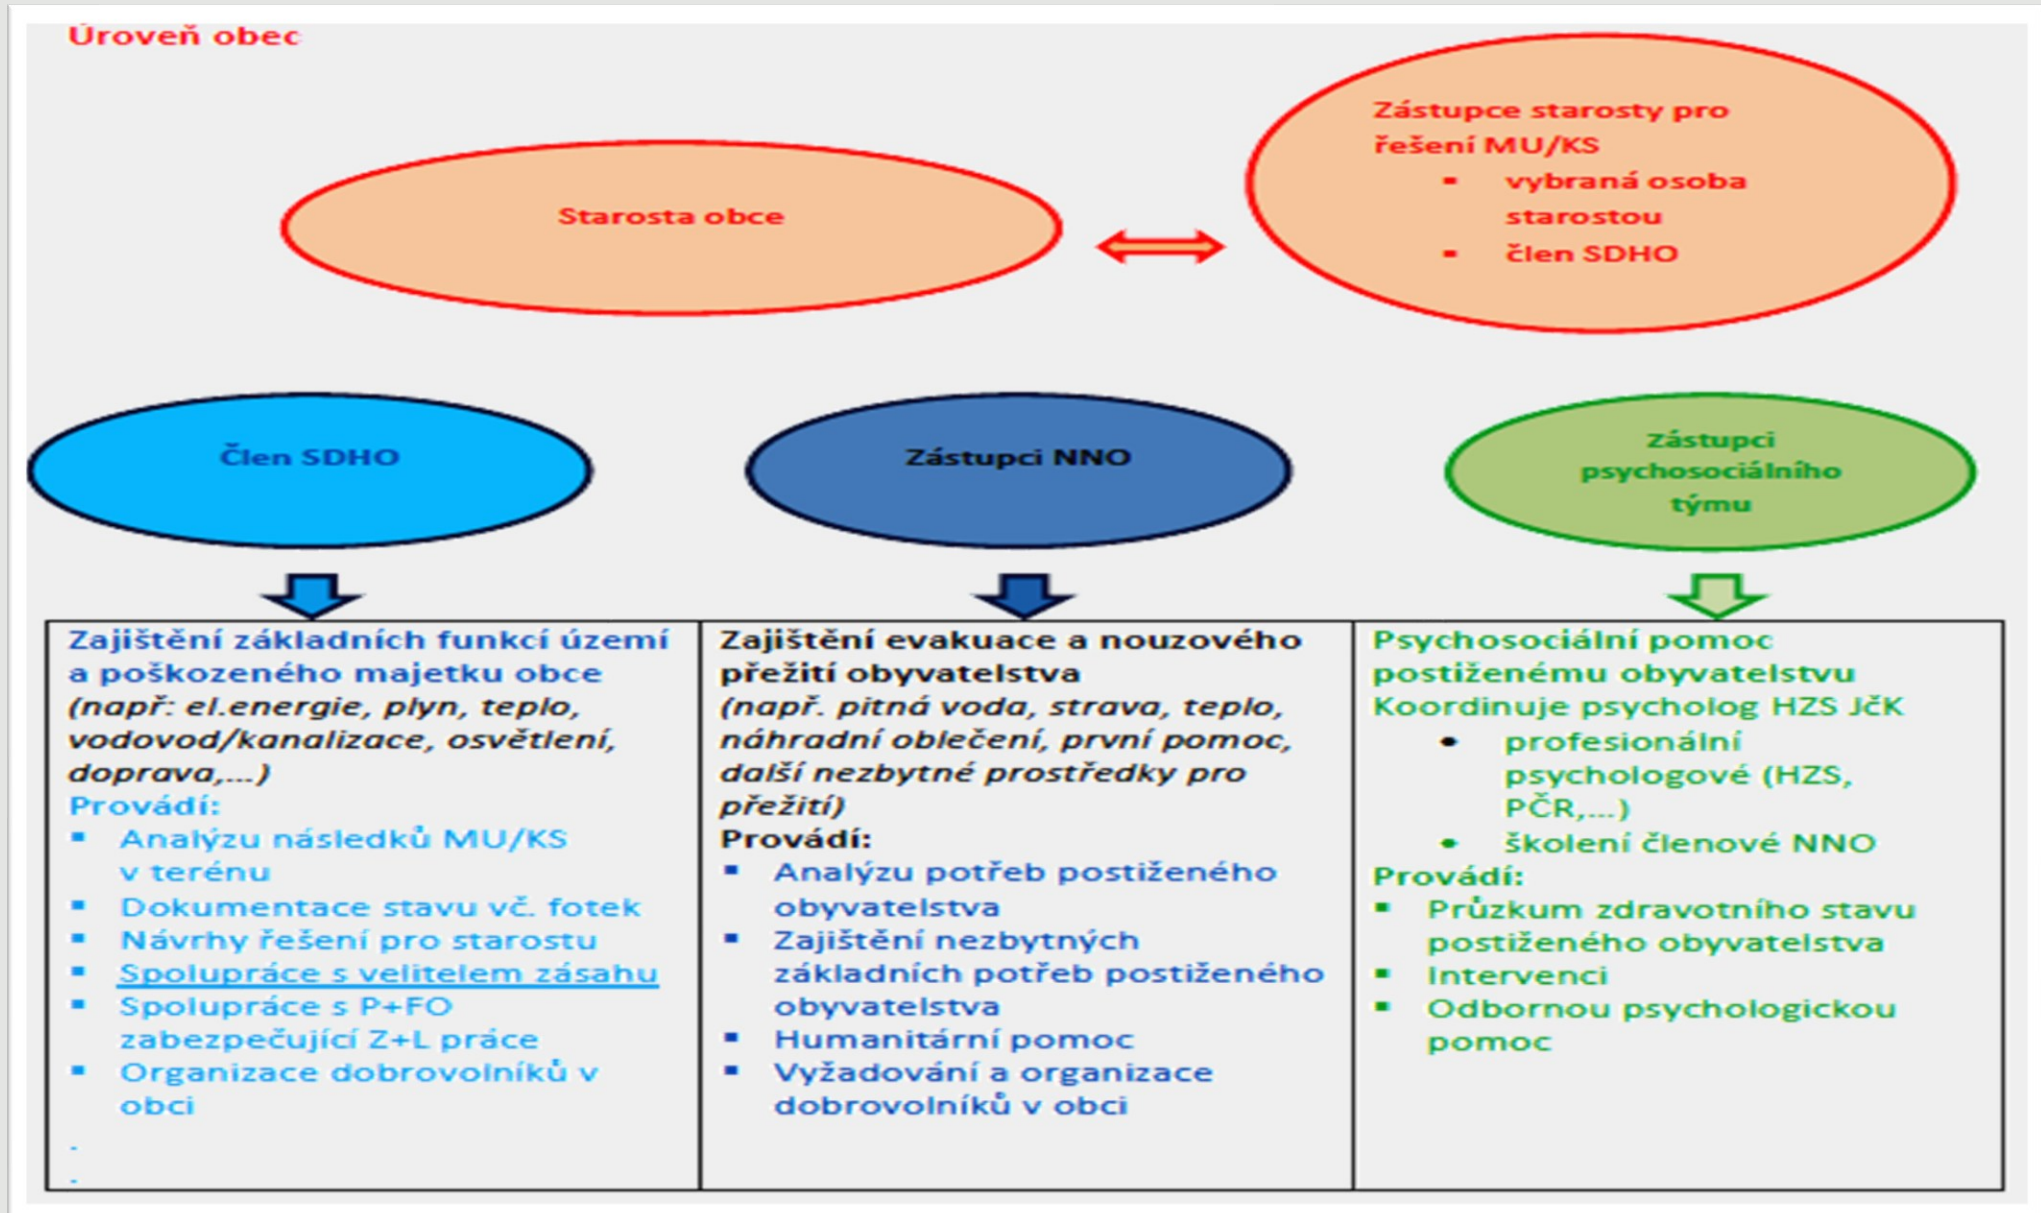 Úroveň obec
Starosta obce
Zástupce starosty pro
řešení MU/KS
▪ vybraná osoba
starostou
▪ člen SDHO
Člen SDHO
Zástupci NNO
Zástupci
psychosociálního
týmu
Zajištění základních funkcí území
a poškozeného majetku obce
(např: el.energie, plyn, teplo,
vodovod/kanalizace, osvětlení,
doprava,...)
Provádí:
▪ Analýzu následků MU/KS
v terénu
▪ Dokumentace stavu vč. fotek
▪ Návrhy řešení pro starostu
▪ Spolupráce s velitelem zásahu
▪ Spolupráce s P+FO
zabezpečující Z+L práce
▪ Organizace dobrovolníků v
obci
.
.
Zajištění evakuace a nouzového
přežití obyvatelstva
(např. pitná voda, strava, teplo,
náhradní oblečení, první pomoc,
další nezbytné prostředky pro
přežití)
Provádí:
▪ Analýzu potřeb postiženého
obyvatelstva
▪ Zajištění nezbytných
základních potřeb postiženého
obyvatelstva
▪ Humanitární pomoc
▪ Vyžadování a organizace
dobrovolníků v obci
Psychosociální pomoc
postiženému obyvatelstvu
Koordinuje psycholog HZS JčK
• profesionální
psychologové (HZS,
PČR,...)
• školení členové NNO
Provádí:
▪ Průzkum zdravotního stavu
postiženého obyvatelstva
▪ Intervenci
▪ Odbornou psychologickou
pomoc